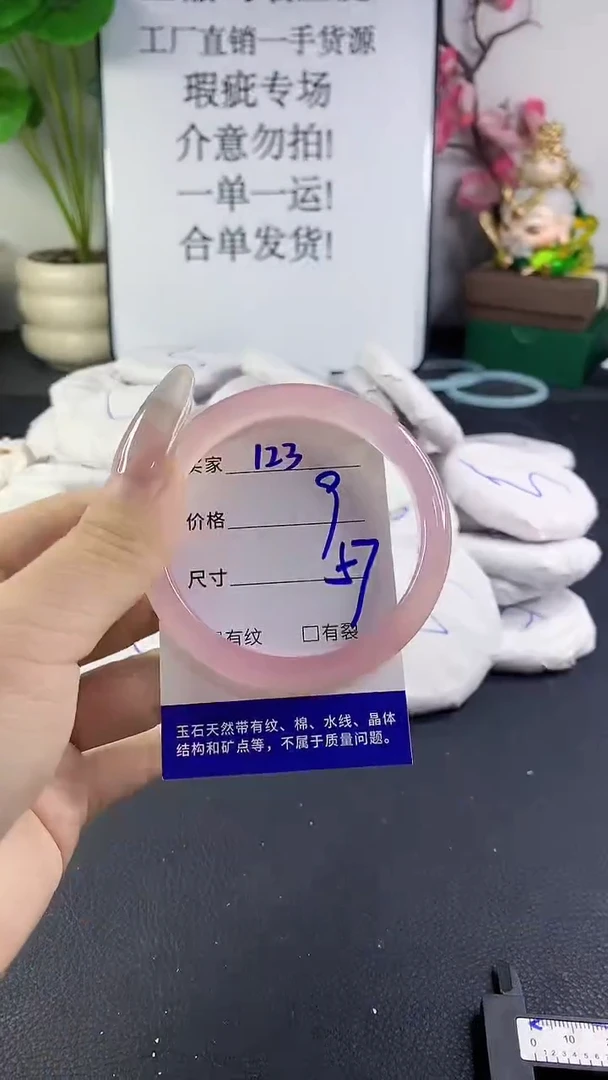 工厂直销一手货源
瑕疵专场
介意勿拍!
一单一运!
合单发货!
家 123
价格 9
尺寸 57
有纹 □有裂
玉石天然带有纹、棉、水线、晶体
结构和矿点等，不属于质量问题。
0 10